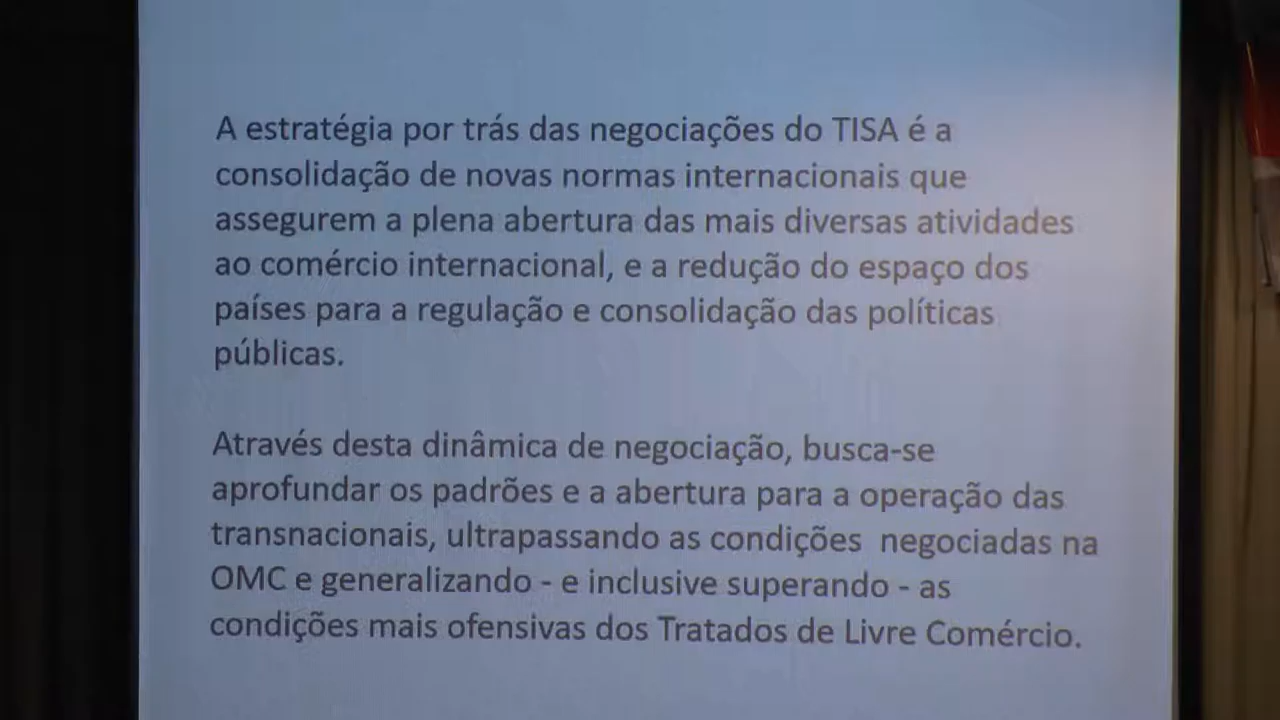 A estratégia por trás das negociações do TISA é a
consolidação de novas normas internacionais que
assegurem a plena abertura das mais diversas atividades
ao comércio internacional, e a redução do espaço dos
países para a regulação e consolidação das políticas
públicas.
Através desta dinâmica de negociação, busca-se
aprofundar os padrões e a abertura para a operação das
transnacionais, ultrapassando as condições  negociadas na
OMC e generalizando - e inclusive superando - as
condições mais ofensivas dos Tratados de Livre Comércio.